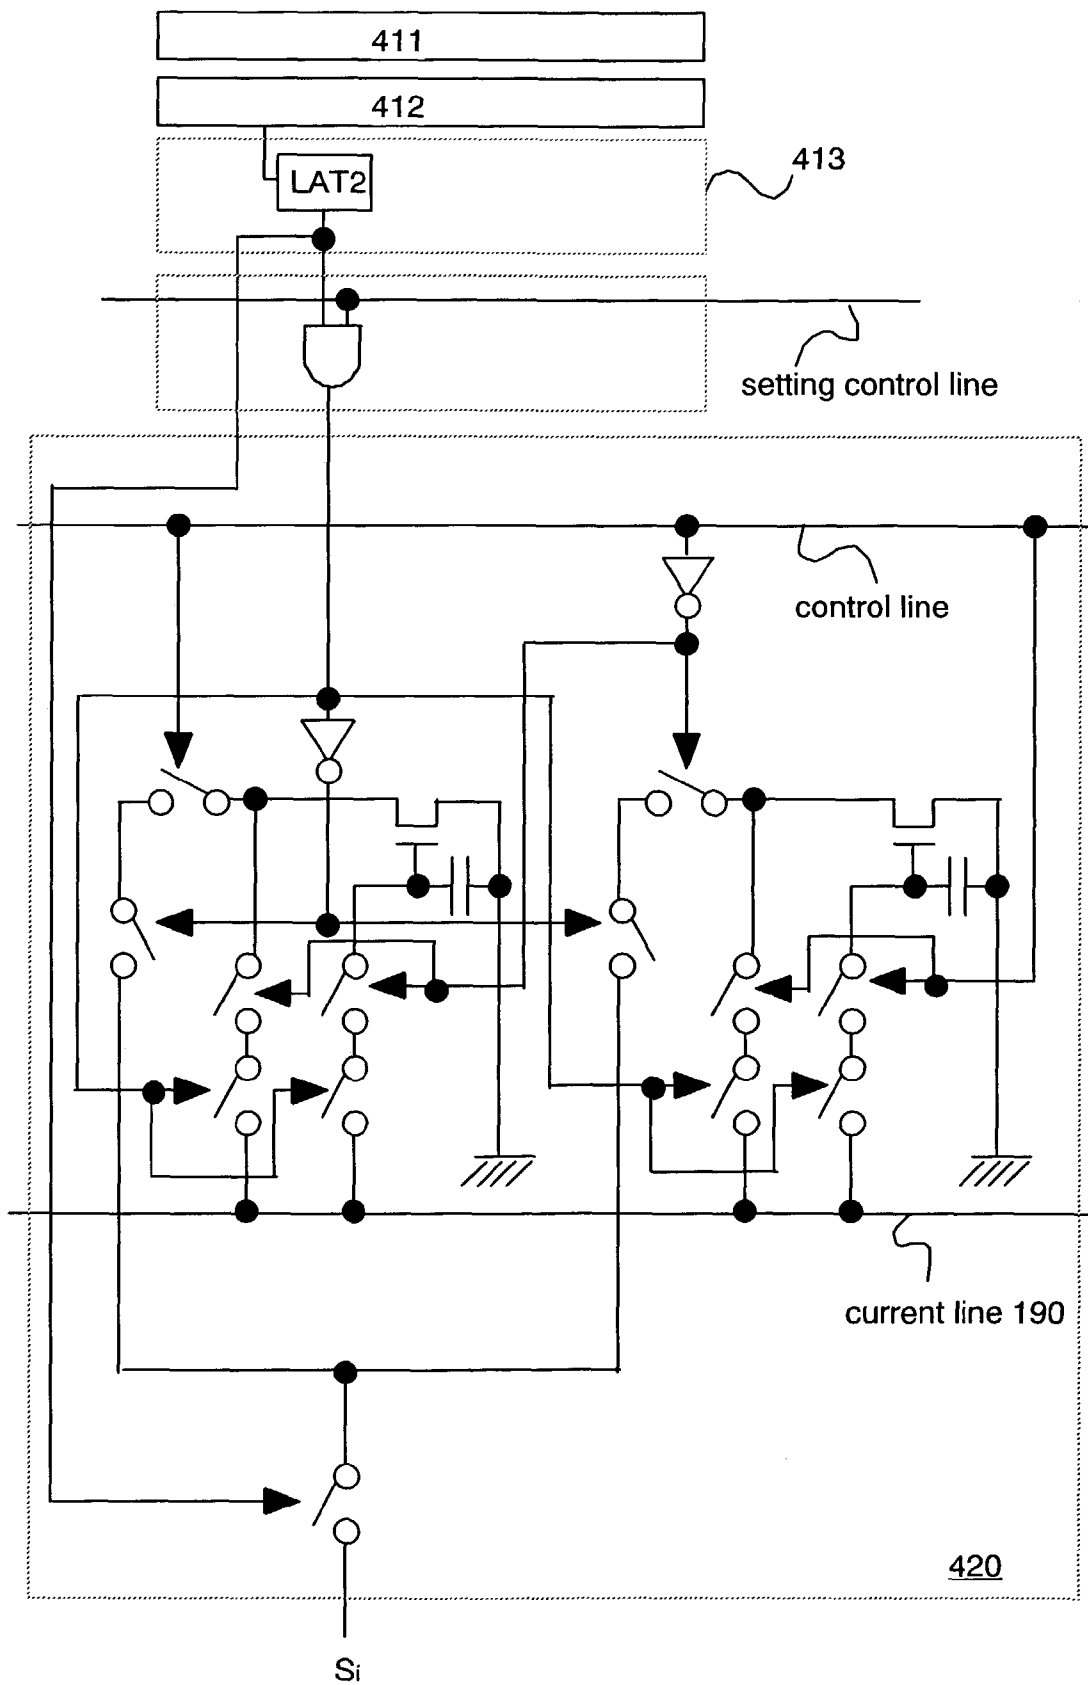 411
412
413
LAT2
setting control line
control line
current line 190
420
Si